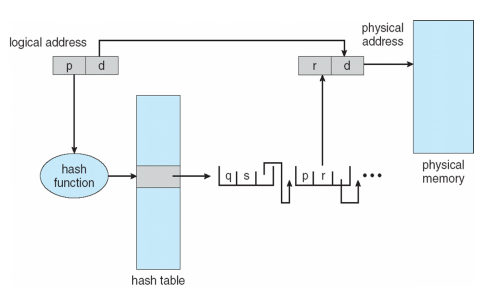 logical address
p d
physical
address
r d
hash
function
q s
p r
•••
physical
memory
hash table